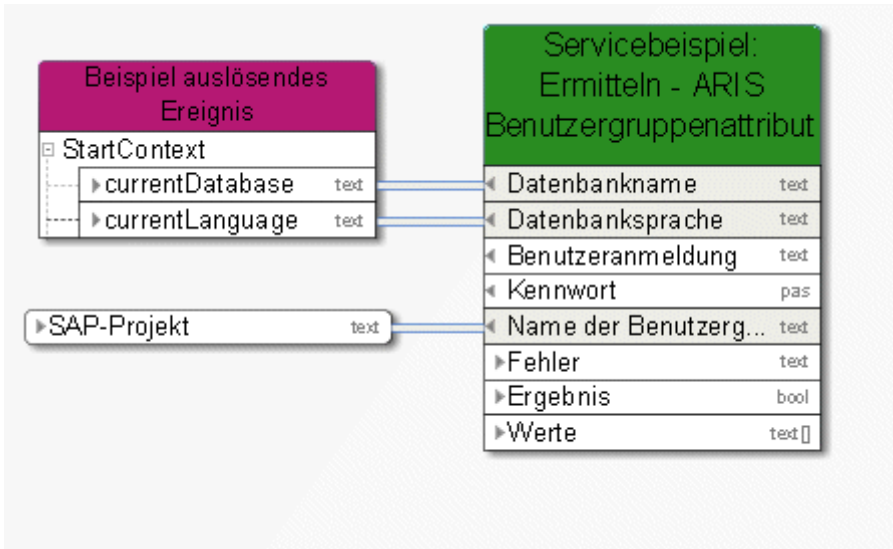 Beispiel auslösendes
Ereignis
StartContext
currentDatabase text
currentLanguage text
SAP-Projekt text
Servicebeispiel:
Ermitteln - ARIS
Benutzergruppenattribut
Datenbankname text
Datenbanksprache text
Benutzeranmeldung text
Kennwort pas
Name der Benutzerg... text
Fehler text
Ergebnis bool
Werte text[]